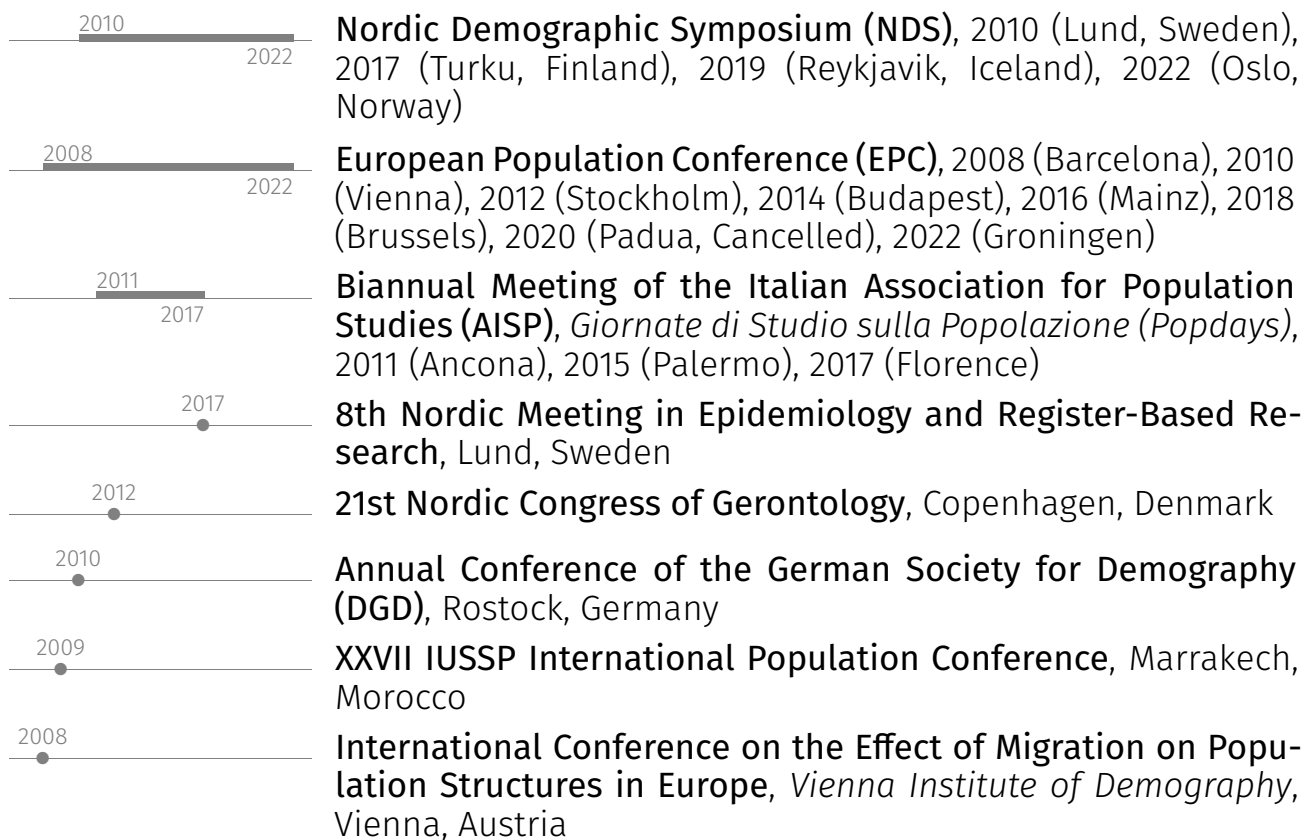 2010
2022
Nordic Demographic Symposium (NDS), 2010 (Lund, Sweden),
2017 (Turku, Finland), 2019 (Reykjavik, Iceland), 2022 (Oslo,
Norway)
2008
2022
European Population Conference (EPC), 2008 (Barcelona), 2010
(Vienna), 2012 (Stockholm), 2014 (Budapest), 2016 (Mainz), 2018
(Brussels), 2020 (Padua, Cancelled), 2022 (Groningen)
2011
2017
Biannual Meeting of the Italian Association for Population
Studies (AISP), Giornate di Studio sulla Popolazione (Popdays),
2011 (Ancona), 2015 (Palermo), 2017 (Florence)
2017
8th Nordic Meeting in Epidemiology and Register-Based Re-
search, Lund, Sweden
2012
21st Nordic Congress of Gerontology, Copenhagen, Denmark
2010
Annual Conference of the German Society for Demography
(DGD), Rostock, Germany
2009
XXVII IUSSP International Population Conference, Marrakech,
Morocco
2008
International Conference on the Effect of Migration on Popu-
lation Structures in Europe, Vienna Institute of Demography,
Vienna, Austria